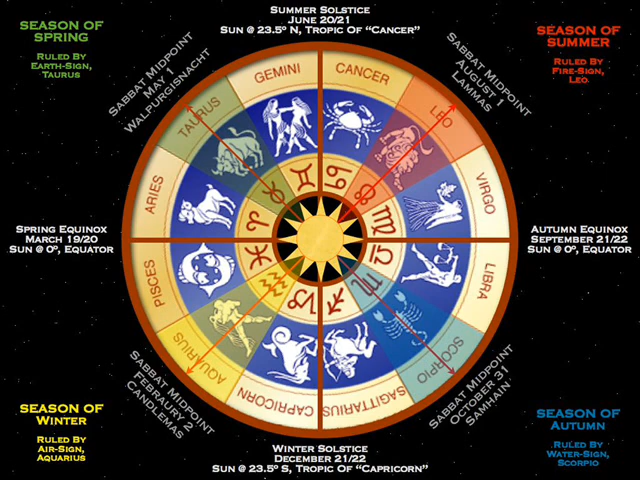 Summer Solstice
June 20/21
Sun @ 23.5° N, Tropic Of “Cancer”
Season of
Spring
Ruled By
Earth-Sign,
Taurus
Season of
Summer
Ruled By
Fire-Sign,
Leo
Sabbat Midpoint
May 1
Walpurgisnacht
Sabbat Midpoint
August 1
Lammas
Gemini
Cancer
Taurus
Leo
Aries
Virgo
Spring Equinox
March 19/20
Sun @ 0°, Equator
Autumn Equinox
September 21/22
Sun @ 0°, Equator
Pisces
Libra
Aquarius
Scorpio
Capricorn
Sagittarius
Sabbat Midpoint
Febraury 2
Candlemas
Sabbat Midpoint
October 31
Samhain
Season of
Winter
Ruled By
Air-Sign,
Aquarius
Season of
Autumn
Ruled By
Water-Sign,
Scorpio
Winter Solstice
December 21/22
Sun @ 23.5° S, Tropic Of “Capricorn”